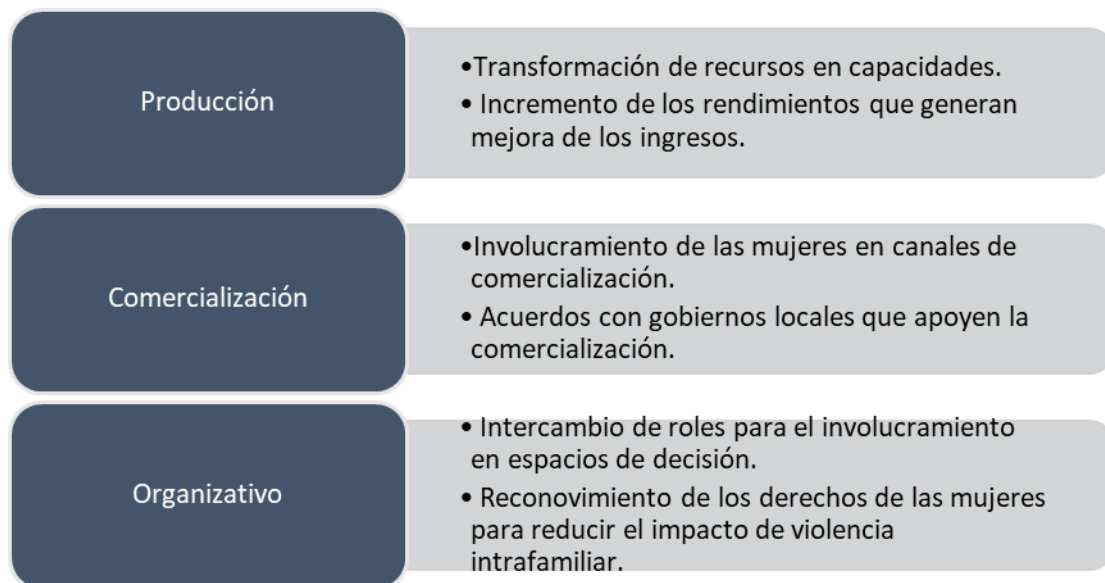 Producción
•Transformación de recursos en capacidades.
• Incremento de los rendimientos que generan
mejora de los ingresos.
Comercialización
•Involucramiento de las mujeres en canales de
comercialización.
• Acuerdos con gobiernos locales que apoyen la
comercialización.
Organizativo
• Intercambio de roles para el involucramiento
en espacios de decisión.
• Reconovimiento de los derechos de las mujeres
para reducir el impacto de violencia
intrafamiliar.